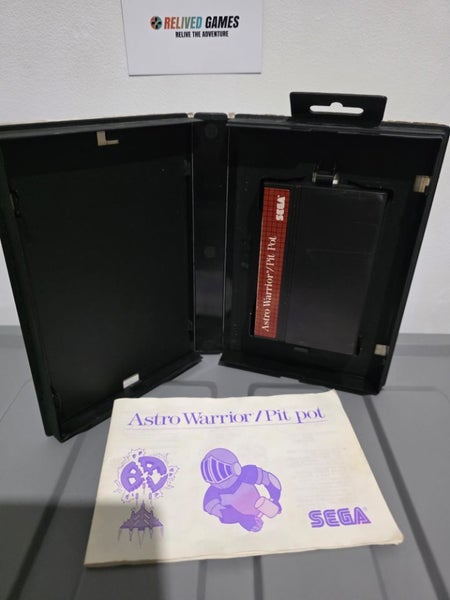 RELIVED GAMES
RELIVE THE ADVENTURE
SEGA
Astro Warrior/Pit Pot
Astro Warrior/Pit pot
SEGA